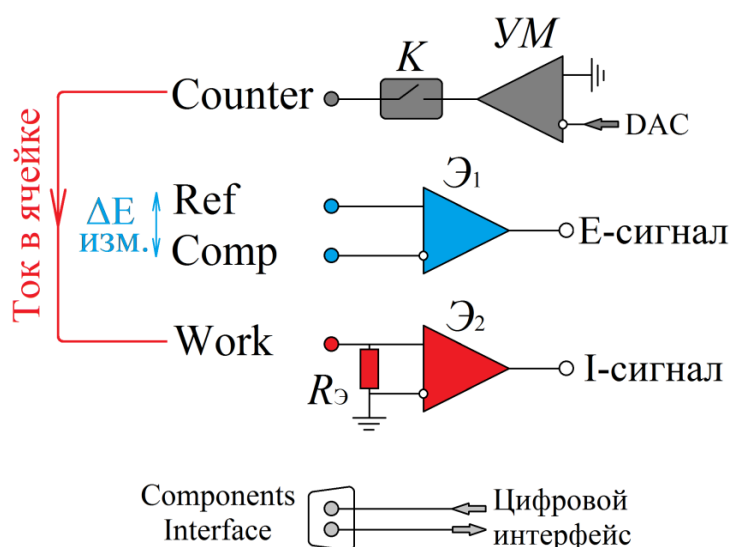 УМ
K
Counter
DAC
Ток в ячейке
Ref
ΔE
изм.
Comp
Э1
E-сигнал
Work
Э2
RЭ
I-сигнал
Components
Interface
Цифровой
интерфейс